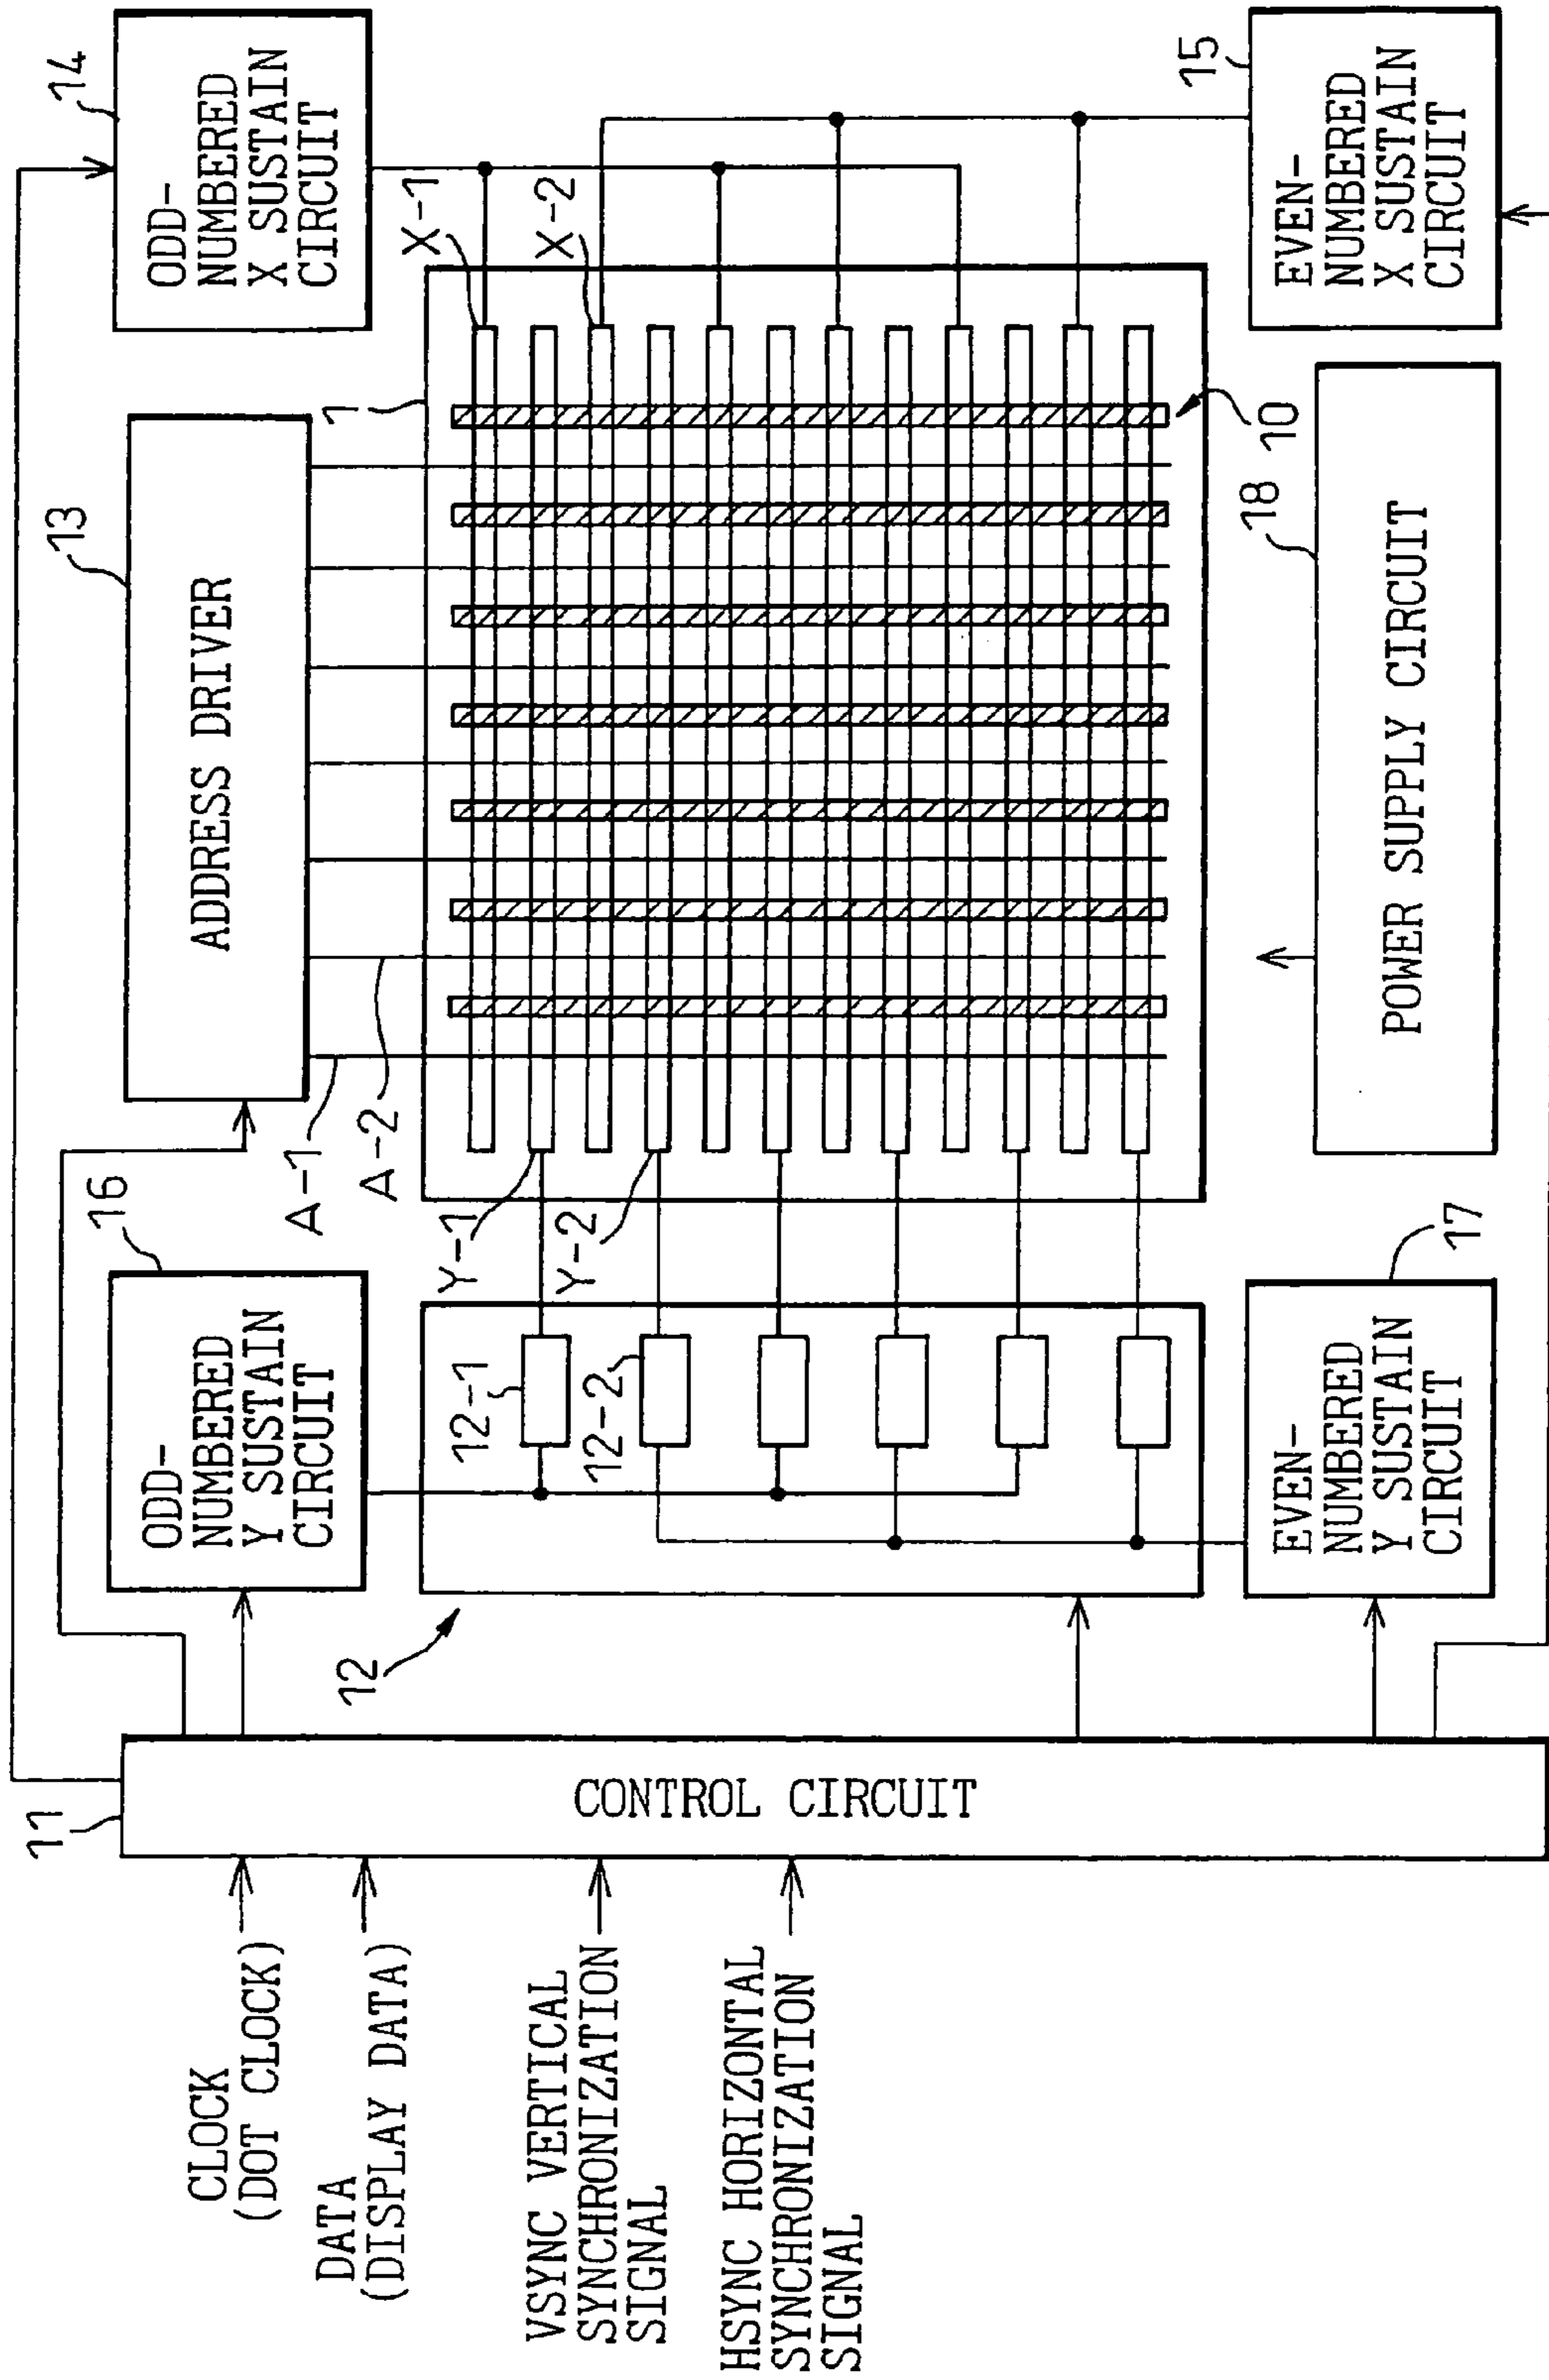 CLOCK
(DOT CLOCK)
DATA
(DISPLAY DATA)
VSYNC VERTICAL
SYNCHRONIZATION
SIGNAL
HSYNC HORIZONTAL
SYNCHRONIZATION
SIGNAL
11
CONTROL CIRCUIT
16
ODD-
NUMBERED
Y SUSTAIN
CIRCUIT
12
12-1
12-2
EVEN-
NUMBERED
Y SUSTAIN
CIRCUIT
17
A-1
A-2
Y-1
Y-2
13
ADDRESS DRIVER
1
10
18
POWER SUPPLY CIRCUIT
14
ODD-
NUMBERED
X SUSTAIN
CIRCUIT
X-1
X-2
15
EVEN-
NUMBERED
X SUSTAIN
CIRCUIT